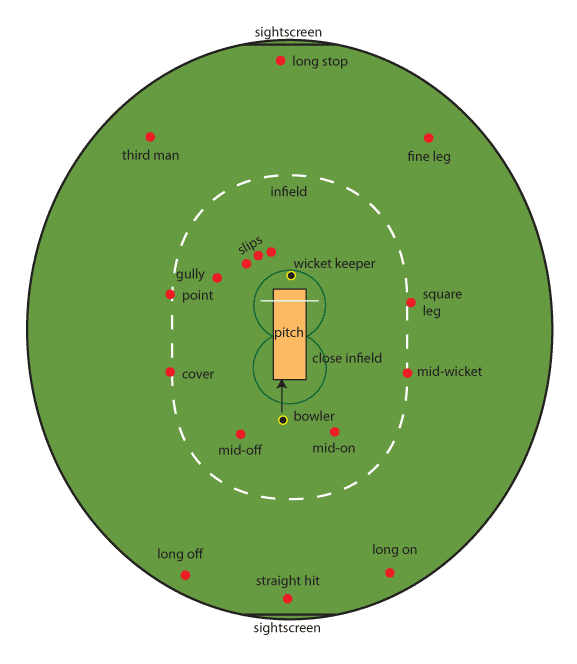 sightscreen
long stop
third man
fine leg
infield
slips
wicket keeper
gully
point
square
leg
pitch
close infield
cover
mid-wicket
bowler
mid-off
mid-on
long off
long on
straight hit
sightscreen